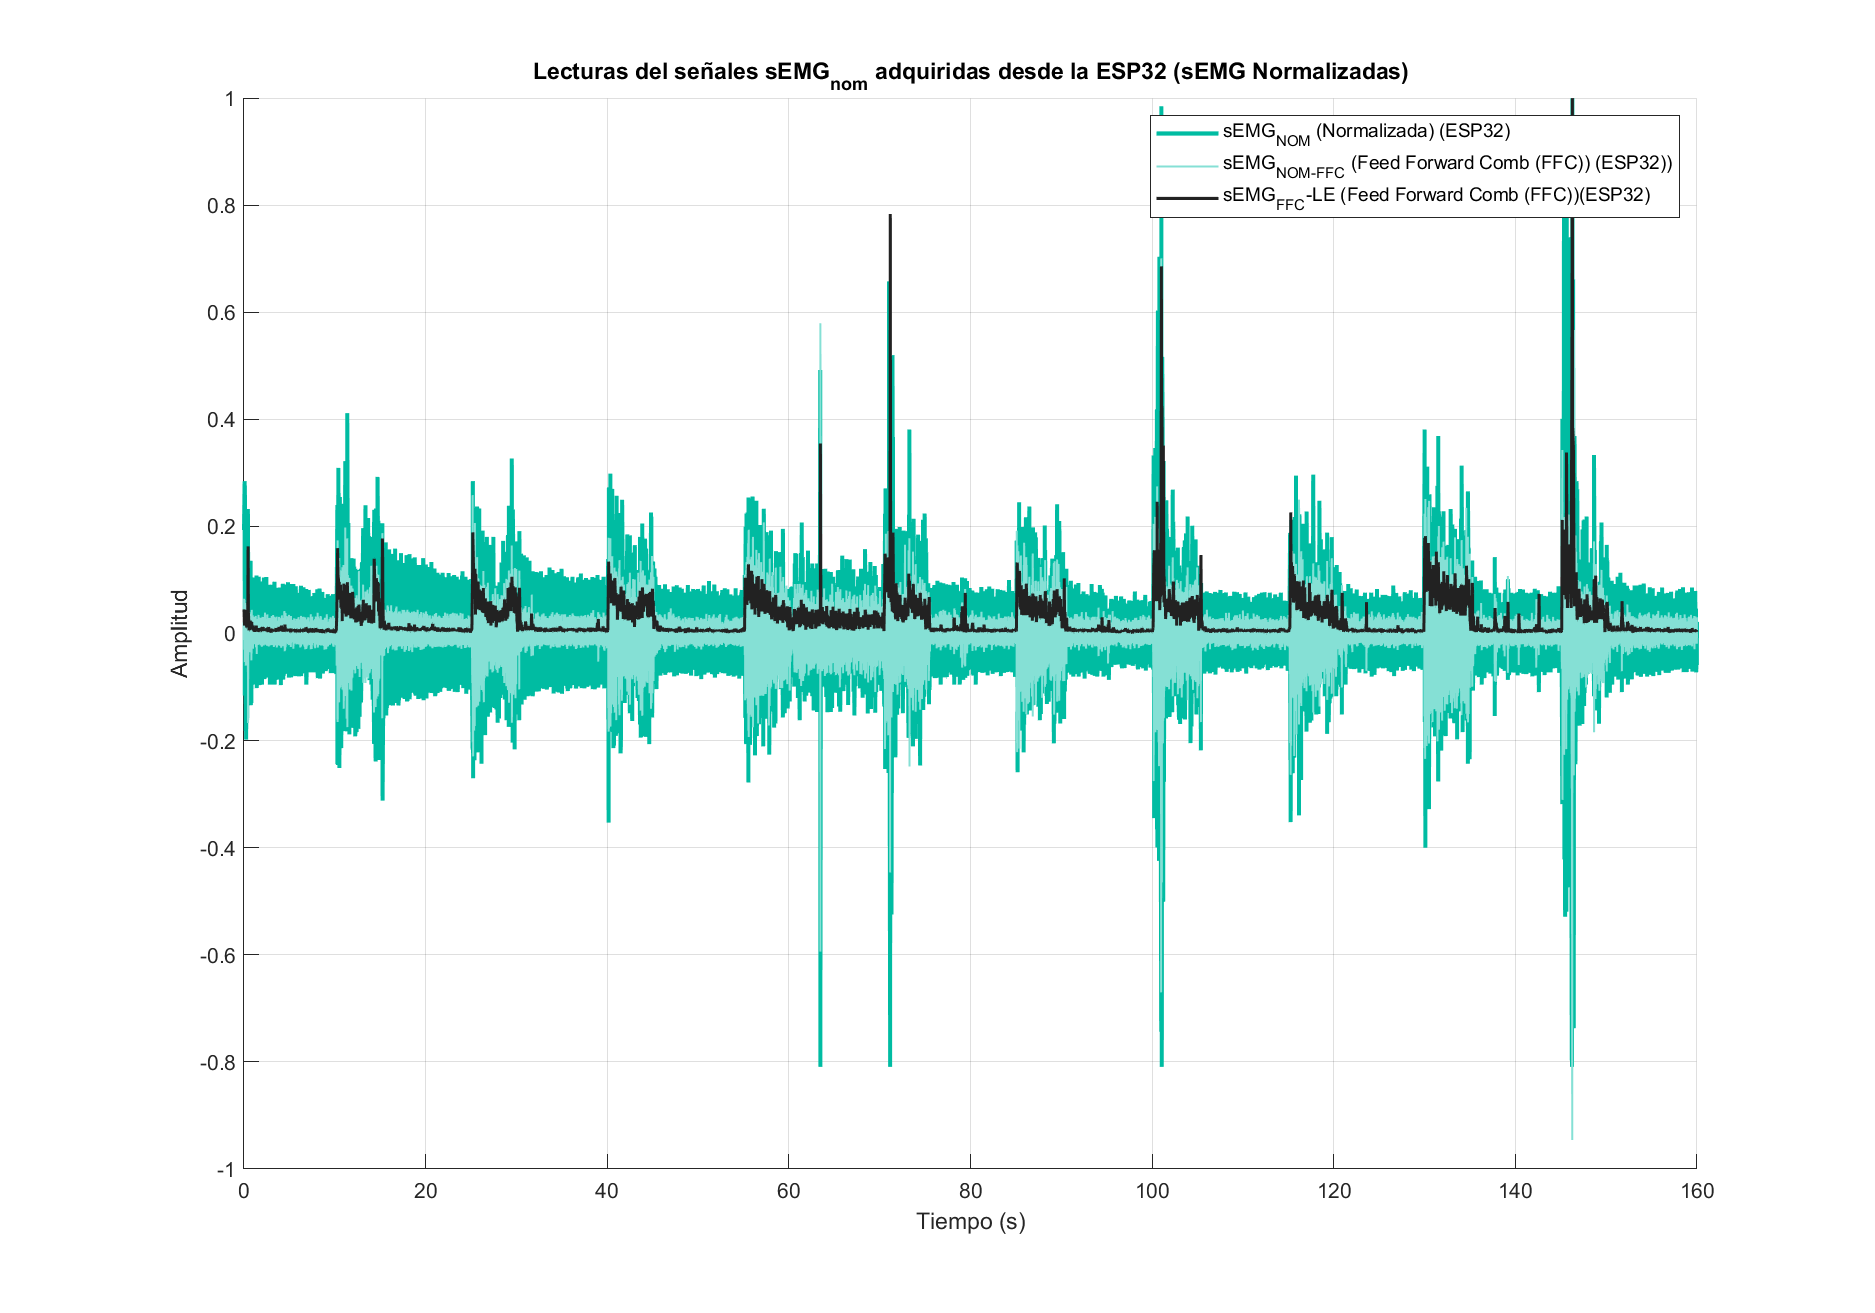 Lecturas del señales sEMGnom adquiridas desde la ESP32 (sEMG Normalizadas)
sEMGNOM (Normalizada) (ESP32)
sEMGNOM-FFC (Feed Forward Comb (FFC)) (ESP32))
sEMGFFC-LE (Feed Forward Comb (FFC))(ESP32)
1
0.8
0.6
0.4
0.2
0
-0.2
-0.4
-0.6
-0.8
-1
Amplitud
0 20 40 60 80 100 120 140 160
Tiempo (s)